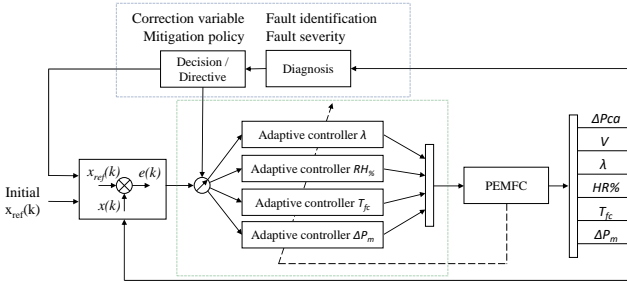 Correction variable
Mitigation policy
Fault identification
Fault severity
Decision /
Directive
Diagnosis
Adaptive controller λ
Adaptive controller RH%
Adaptive controller Tfc
Adaptive controller ΔPm
xref(k)
e(k)
x(k)
Initial
xref(k)
PEMFC
ΔPca
V
λ
HR%
Tfc
ΔPm